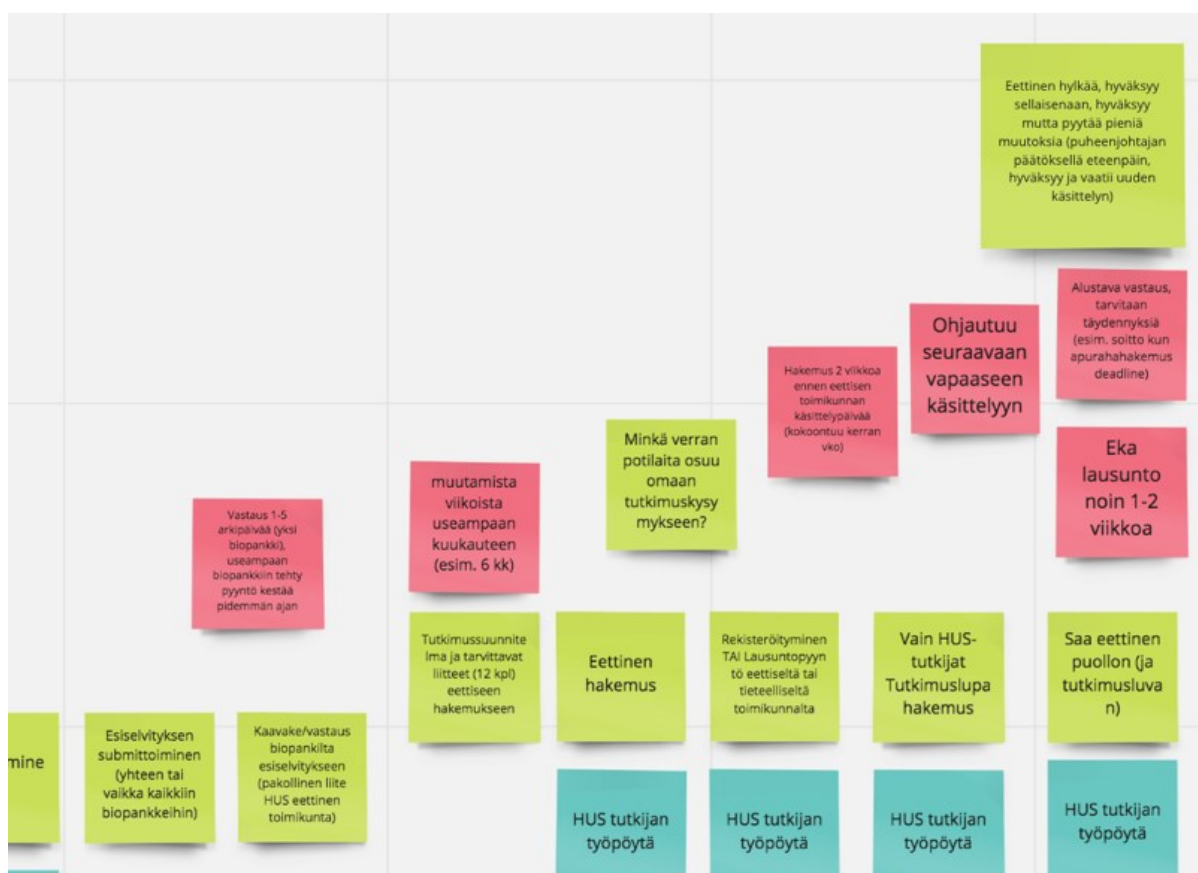 Eettinen hylkää, hyväksyy
sellaisenaan, hyväksyy
mutta pyytää pieniä
muutoksia (puheenjohtajan
päätöksellä eteenpäin,
hyväksyy ja vaatii uuden
käsittelyn)
Alustava vastaus,
tarvitaan
täydennyksiä
(esim. soitto kun
apurahahakemus
deadline)
Ohjautuu
seuraavaan
vapaaseen
käsittelyyn
Hakemus 2 viikkoa
ennen eettisen
toimikunnan
käsittelypäivää
(kokoontuu kerran
vko)
Minkä verran
potilaita osuu
omaan
tutkimuskysy
mykseen?
Eka
lausunto
noin 1-2
viikkoa
muutamista
viikoista
useampaan
kuukauteen
(esim. 6 kk)
Vastaus 1-5
arkipäivää (yksi
biopankki),
useampaan
biopankkiin tehty
pyyntö kestää
pidemmän ajan
Tutkimussuunnite
lma ja tarvittavat
liitteet (12 kpl)
eettiseen
hakemukseen
Eettinen
hakemus
Rekisteröityminen
TAI Lausuntopyyn
tö eettiseltä tai
tieteelliseltä
toimikunnalta
Vain HUS-
tutkijat
Tutkimuslupa
hakemus
Saa eettinen
puollon (ja
tutkimusluva
n)
mine
Esiselvityksen
submittoiminen
(yhteen tai
vaikka kaikkiin
biopankkeihin)
Kaavake/vastaus
biopankilta
esiselvitykseen
(pakollinen liite
HUS eettinen
toimikunta)
HUS tutkijan
työpöytä
HUS tutkijan
työpöytä
HUS tutkijan
työpöytä
HUS tutkijan
työpöytä